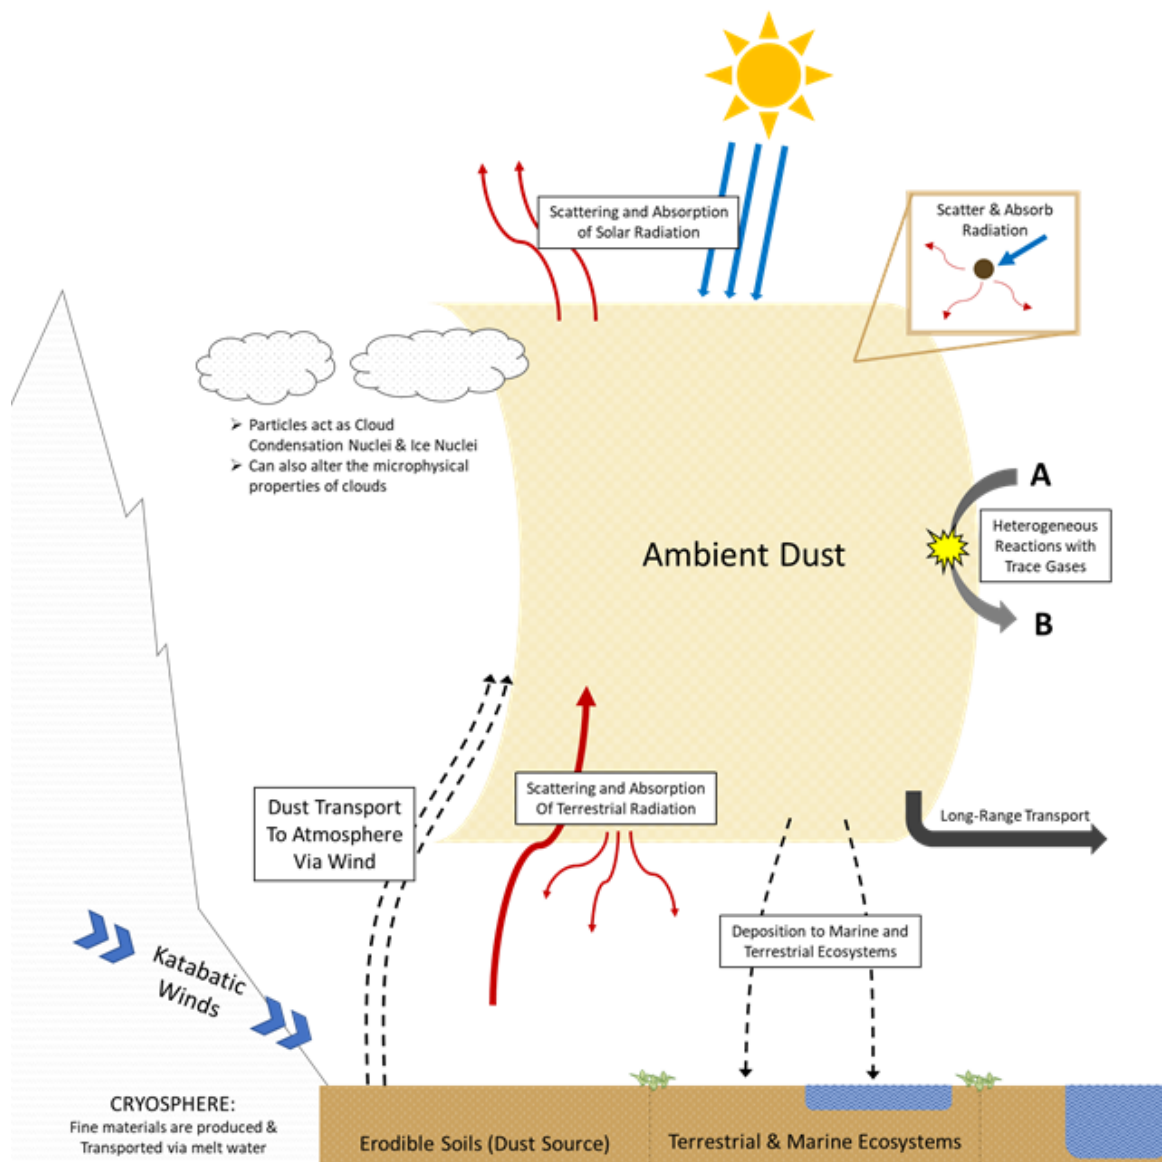 Scattering and Absorption
of Solar Radiation
Scatter & Absorb
Radiation
➢ Particles act as Cloud
Condensation Nuclei & Ice Nuclei
➢ Can also alter the microphysical
properties of clouds
A
Heterogeneous
Reactions with
Trace Gases
B
Ambient Dust
Dust Transport
To Atmosphere
Via Wind
Scattering and Absorption
Of Terrestrial Radiation
Long-Range Transport
Deposition to Marine and
Terrestrial Ecosystems
Katabatic
Winds
CRYOSPHERE:
Fine materials are produced &
Transported via melt water
Erodible Soils (Dust Source)
Terrestrial & Marine Ecosystems